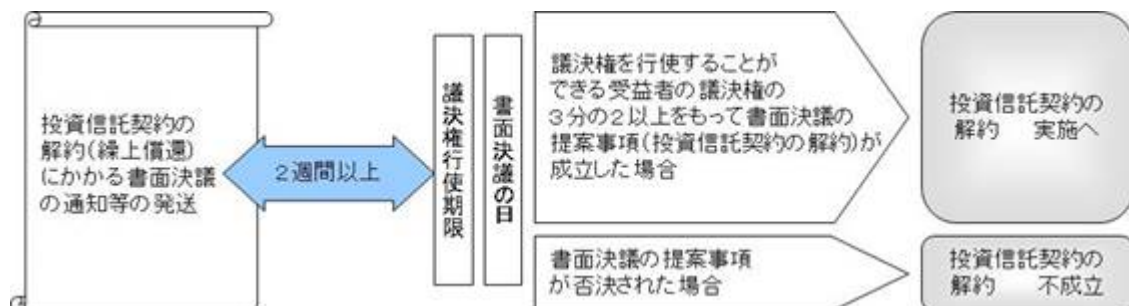 投資信託契約の
解約(繰上償還)
にかかる書面決議
の通知等の発送
2週間以上
議決権行使期限
書面決議の日
議決権を行使することが
できる受益者の議決権の
3分の2以上をもって書面決議の
提案事項(投資信託契約の解約)が
成立した場合
投資信託契約の
解約 実施へ
書面決議の提案事項
が否決された場合
投資信託契約の
解約 不成立